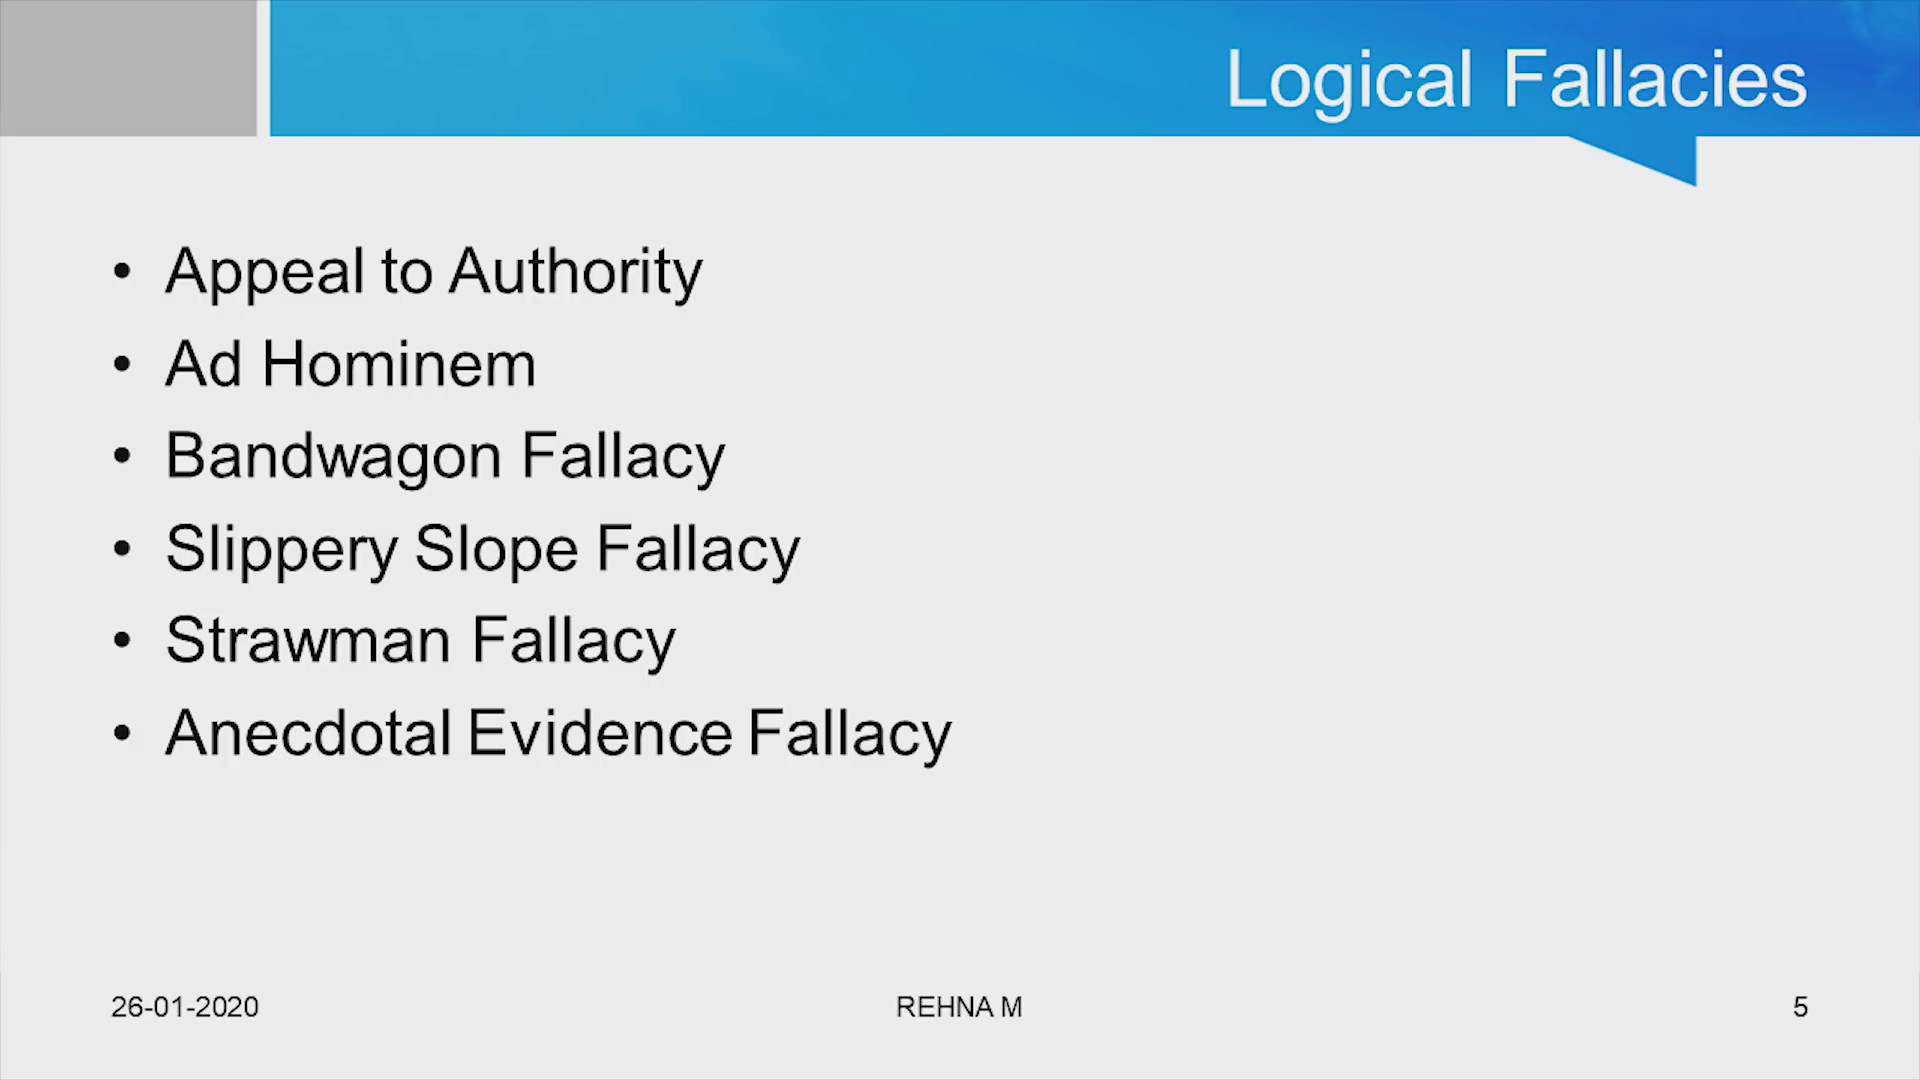 Logical Fallacies
• Appeal to Authority
• Ad Hominem
• Bandwagon Fallacy
• Slippery Slope Fallacy
• Strawman Fallacy
• Anecdotal Evidence Fallacy
26-01-2020
REHNA M
5